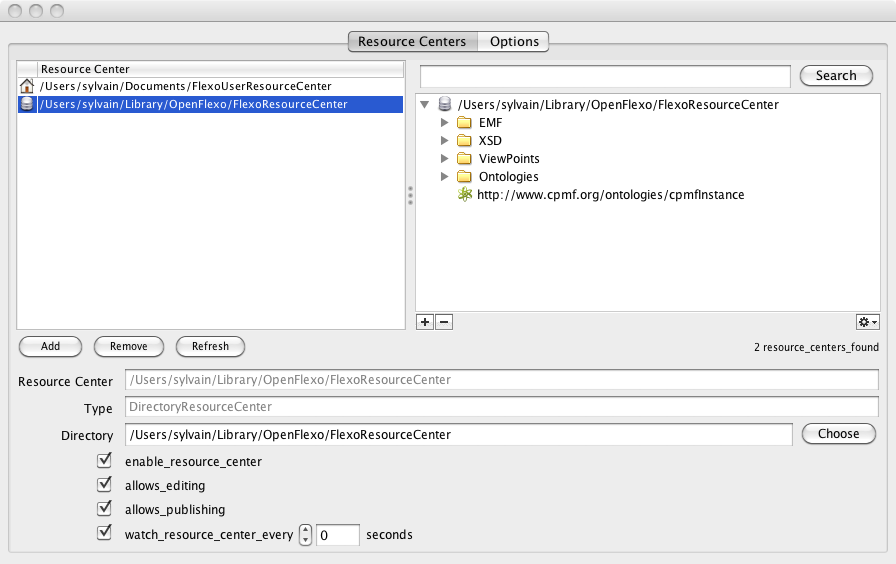 Resource Centers
Options
Resource Center
/Users/sylvain/Documents/FlexoUserResourceCenter
/Users/sylvain/Library/OpenFlexo/FlexoResourceCenter
Search
/Users/sylvain/Library/OpenFlexo/FlexoResourceCenter
EMF
XSD
ViewPoints
Ontologies
http://www.cpmf.org/ontologies/cpmfInstance
Add
Remove
Refresh
2 resource_centers_found
Resource Center /Users/sylvain/Library/OpenFlexo/FlexoResourceCenter
Type DirectoryResourceCenter
Directory /Users/sylvain/Library/OpenFlexo/FlexoResourceCenter Choose
enable_resource_center
allows_editing
allows_publishing
watch_resource_center_every 0 seconds